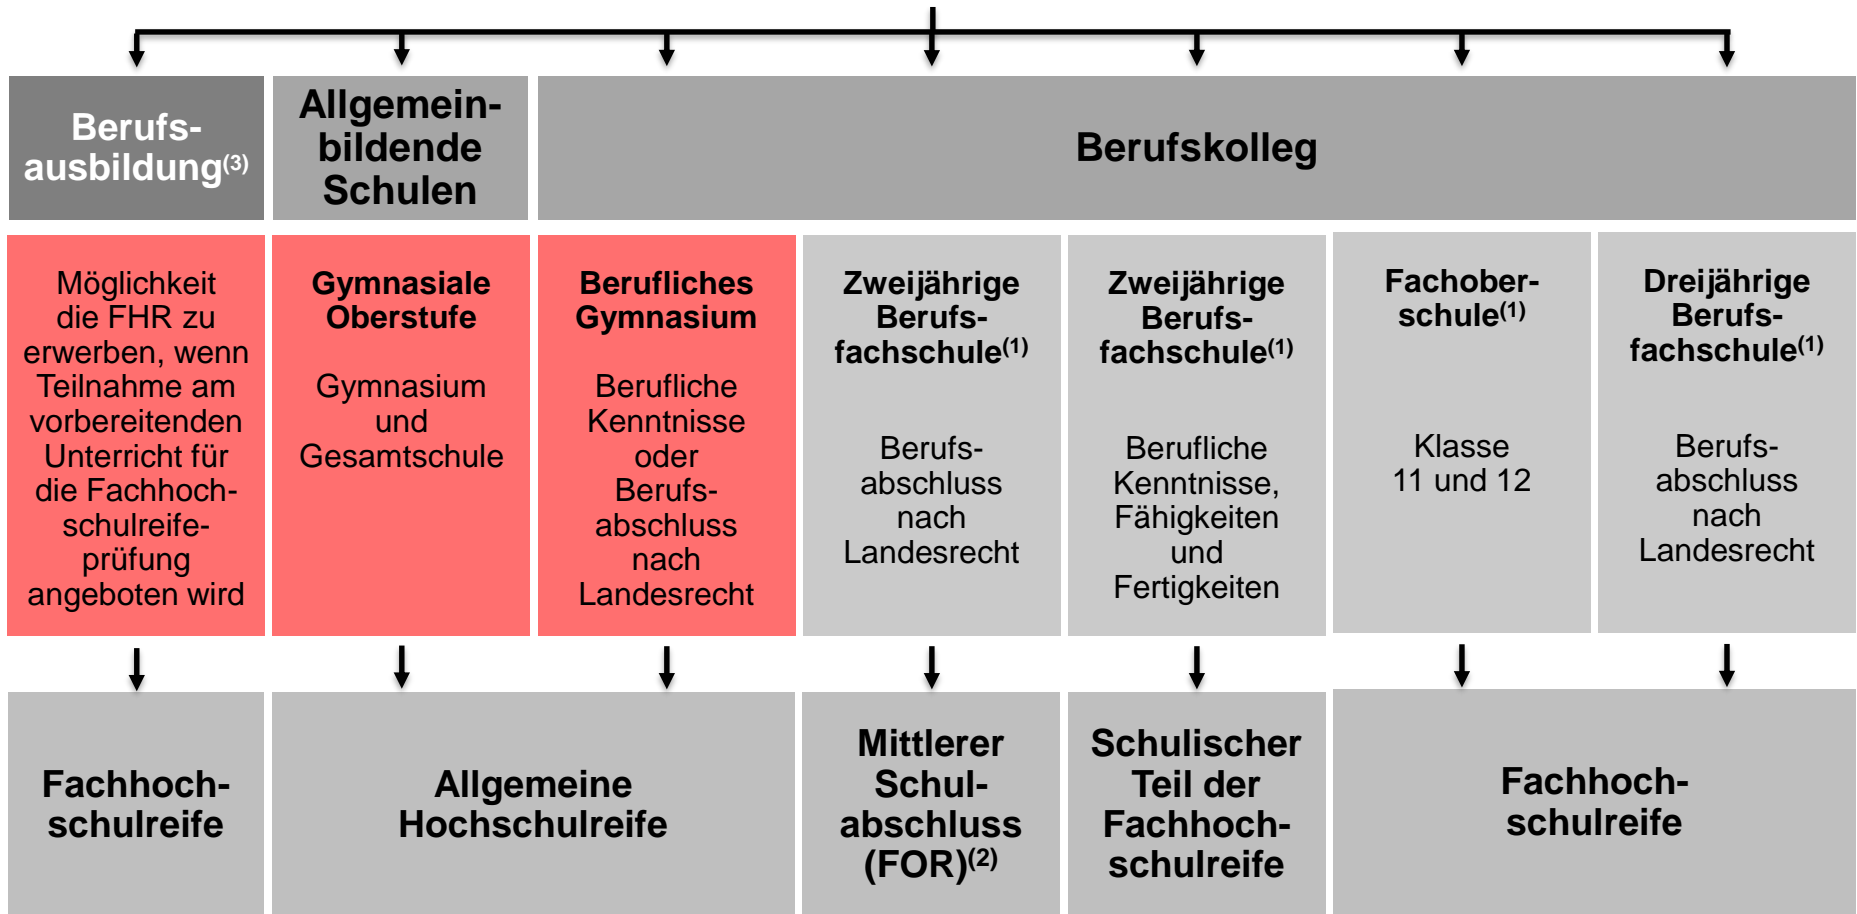 Berufs-
ausbildung(3)
Allgemein-
bildende
Schulen
Berufskolleg
Möglichkeit
die FHR zu
erwerben, wenn
Teilnahme am
vorbereitenden
Unterricht für
die Fachhoch-
schulreife-
prüfung
angeboten wird
Gymnasiale
Oberstufe
Gymnasium
und
Gesamtschule
Berufliches
Gymnasium
Berufliche
Kenntnisse
oder
Berufs-
abschluss
nach
Landesrecht
Zweijährige
Berufs-
fachschule(1)
Berufs-
abschluss
nach
Landesrecht
Zweijährige
Berufs-
fachschule(1)
Berufliche
Kenntnisse,
Fähigkeiten
und
Fertigkeiten
Fachober-
schule(1)
Klasse
11 und 12
Dreijährige
Berufs-
fachschule(1)
Berufs-
abschluss
nach
Landesrecht
Fachhoch-
schulreife
Allgemeine
Hochschulreife
Mittlerer
Schul-
abschluss
(FOR)(2)
Schulischer
Teil der
Fachhoch-
schulreife
Fachhoch-
schulreife